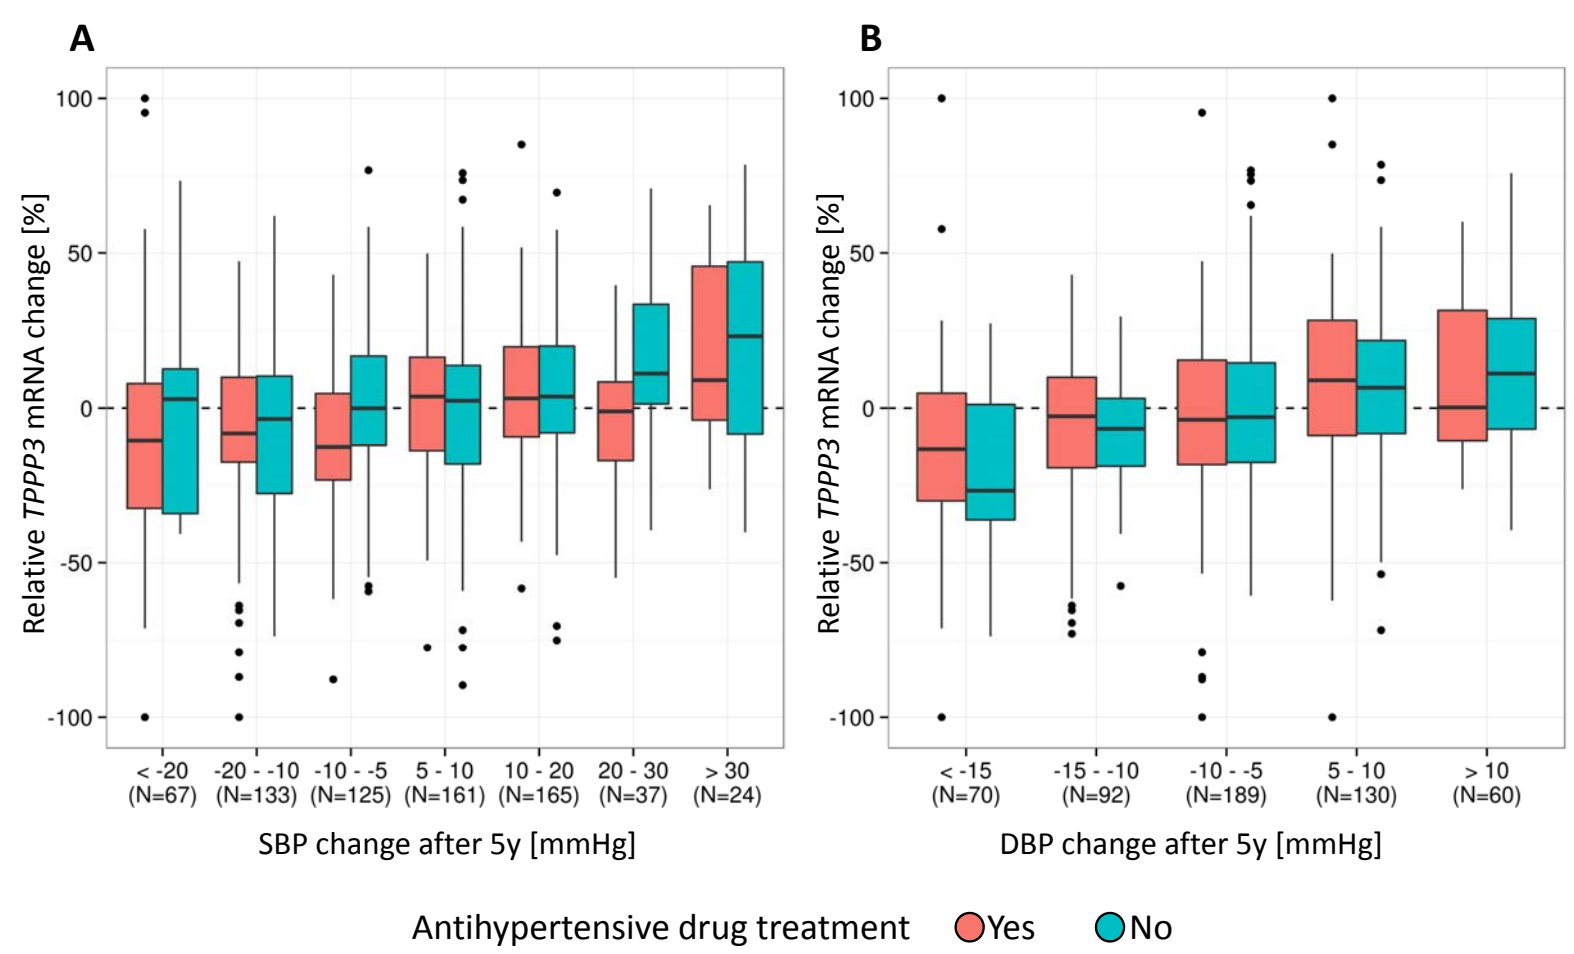 A
B
Relative TPPP3 mRNA change [%]
100
50
0
-50
-100
< -20
(N=67)
-20 - -10
(N=133)
-10 - -5
(N=125)
5 - 10
(N=161)
10 - 20
(N=165)
20 - 30
(N=37)
> 30
(N=24)
SBP change after 5y [mmHg]
Relative TPPP3 mRNA change [%]
100
50
0
-50
-100
< -15
(N=70)
-15 - -10
(N=92)
-10 - -5
(N=189)
5 - 10
(N=130)
> 10
(N=60)
DBP change after 5y [mmHg]
Antihypertensive drug treatment Yes No